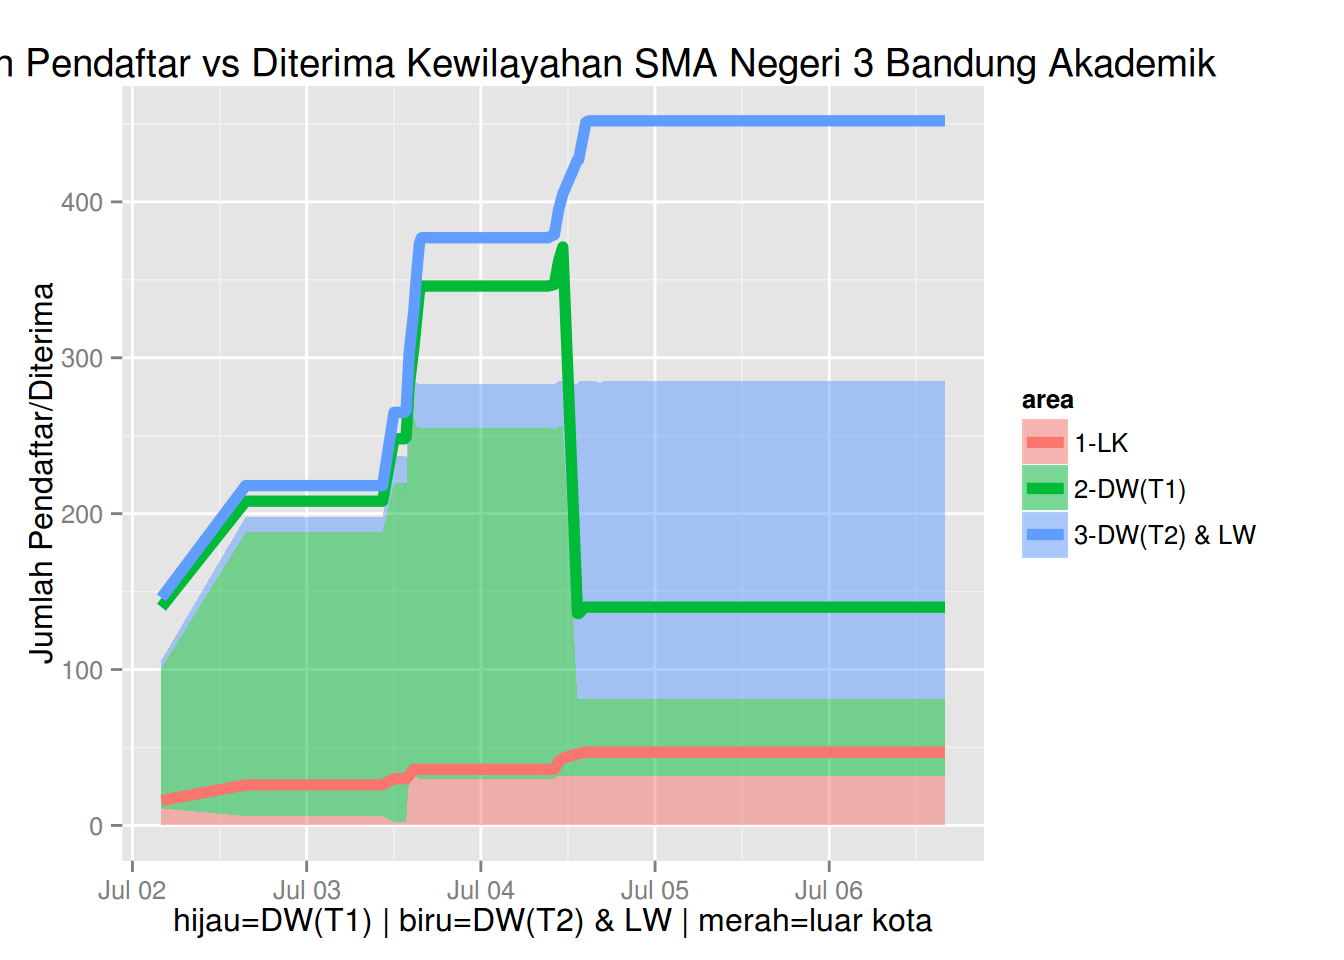 Pendaftar vs Diterima Kewilayahan SMA Negeri 3 Bandung Akademik
Jumlah Pendaftar/Diterima
400
300
200
100
0
Jul 02
Jul 03
Jul 04
Jul 05
Jul 06
hijau=DW(T1) | biru=DW(T2) & LW | merah=luar kota
area
1-LK
2-DW(T1)
3-DW(T2) & LW